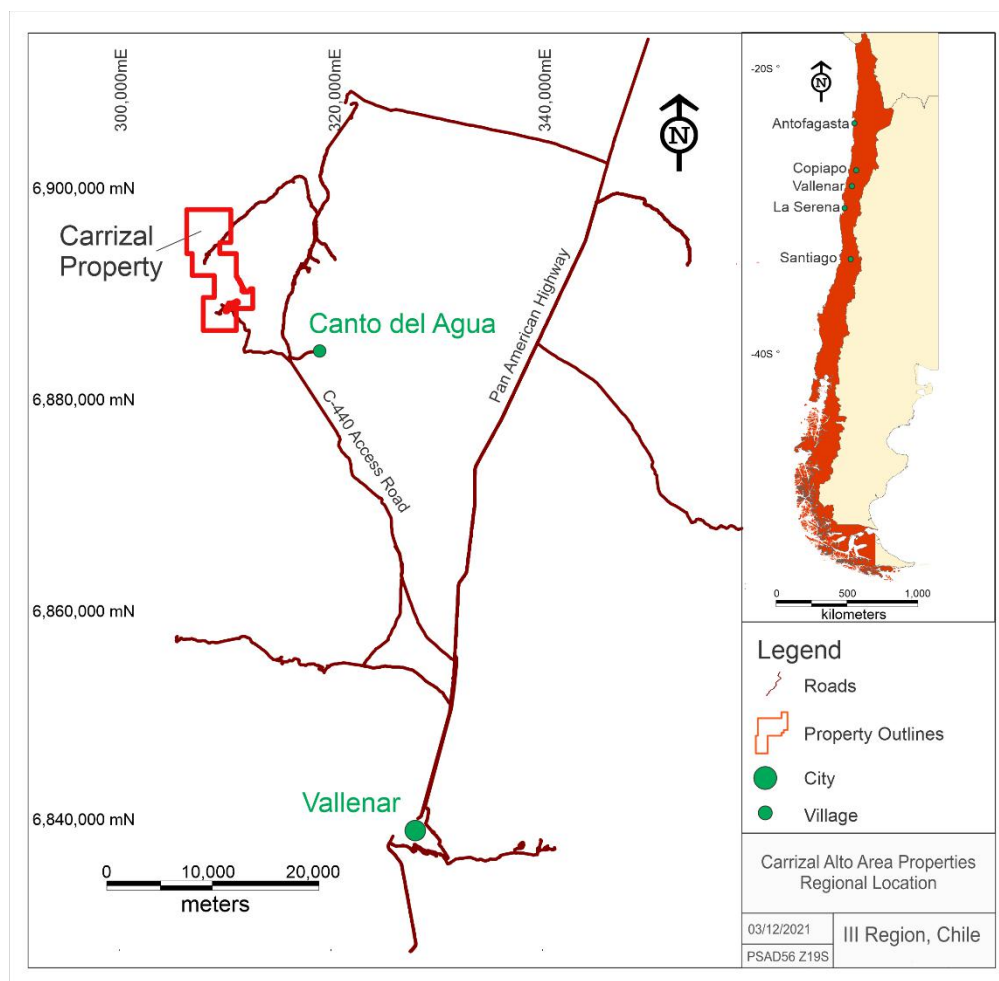 300,000mE
320,000mE
340,000mE
N
6,900,000 mN
Carrizal
Property
Canto del Agua
Pan American Highway
6,880,000 mN
C-440 Access Road
6,860,000 mN
Vallenar
6,840,000 mN
0 10,000 20,000
meters
-20S °
N
Antofagasta
Copiapo
Vallenar
La Serena
Santiago
-40S °
0 500 1,000
kilometers
Legend
Roads
Property Outlines
City
Village
Carrizal Alto Area Properties
Regional Location
03/12/2021
PSAD56 Z19S
III Region, Chile